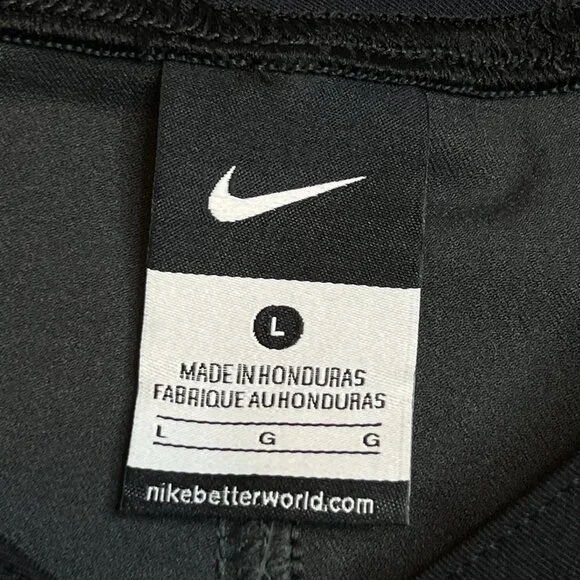 L
MADE IN HONDURAS
FABRIQUE AU HONDURAS
L G G
nikebetterworld.com